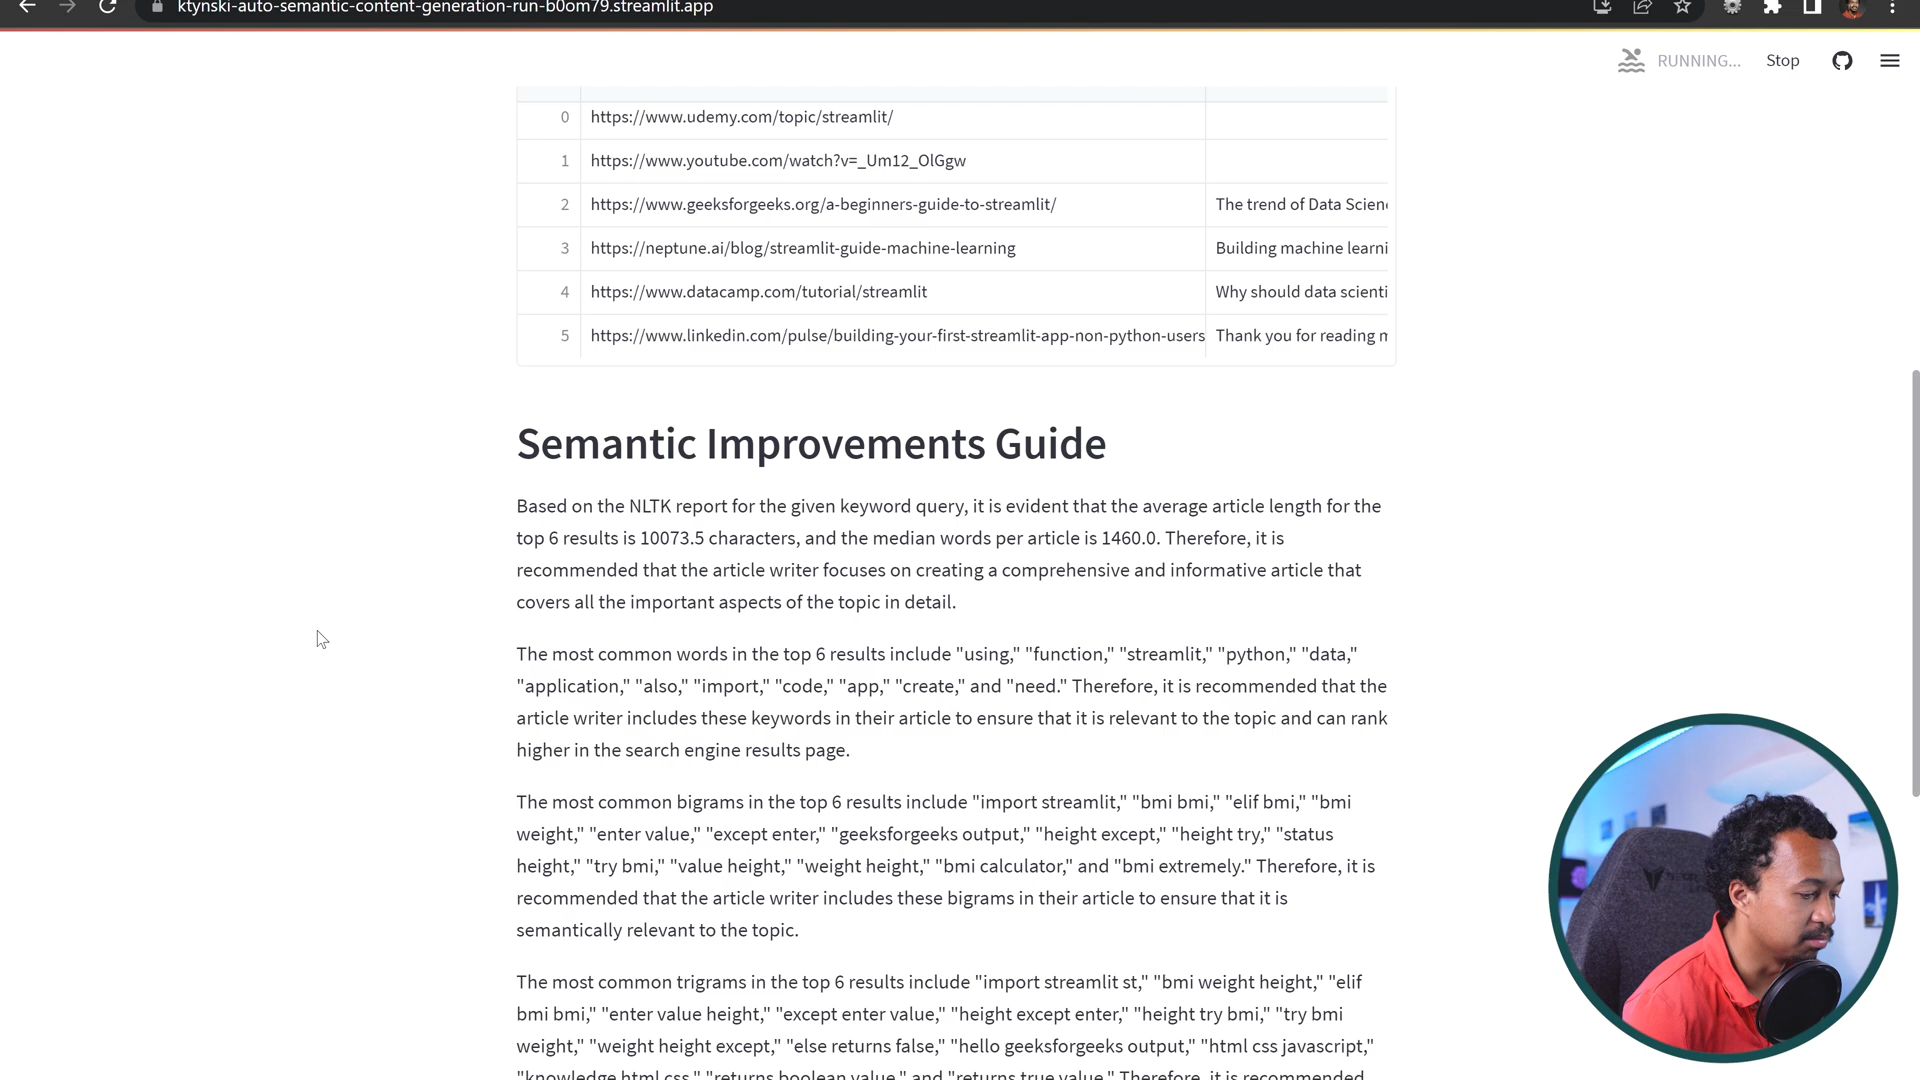 ktynski-auto-semantic-content-generation-run-b0om79.streamlit.app
RUNNING... Stop
0 https://www.udemy.com/topic/streamlit/
1 https://www.youtube.com/watch?v=_Um12_OlGgw
2 https://www.geeksforgeeks.org/a-beginners-guide-to-streamlit/ The trend of Data Scien
3 https://neptune.ai/blog/streamlit-guide-machine-learning Building machine learni
4 https://www.datacamp.com/tutorial/streamlit Why should data scienti
5 https://www.linkedin.com/pulse/building-your-first-streamlit-app-non-python-users Thank you for reading m
Semantic Improvements Guide
Based on the NLTK report for the given keyword query, it is evident that the average article length for the
top 6 results is 10073.5 characters, and the median words per article is 1460.0. Therefore, it is
recommended that the article writer focuses on creating a comprehensive and informative article that
covers all the important aspects of the topic in detail.
The most common words in the top 6 results include "using," "function," "streamlit," "python," "data,"
"application," "also," "import," "code," "app," "create," and "need." Therefore, it is recommended that the
article writer includes these keywords in their article to ensure that it is relevant to the topic and can rank
higher in the search engine results page.
The most common bigrams in the top 6 results include "import streamlit," "bmi bmi," "elif bmi," "bmi
weight," "enter value," "except enter," "geeksforgeeks output," "height except," "height try," "status
height," "try bmi," "value height," "weight height," "bmi calculator," and "bmi extremely." Therefore, it is
recommended that the article writer includes these bigrams in their article to ensure that it is
semantically relevant to the topic.
The most common trigrams in the top 6 results include "import streamlit st," "bmi weight height," "elif
bmi bmi," "enter value height," "except enter value," "height except enter," "height try bmi," "try bmi
weight," "weight height except," "else returns false," "hello geeksforgeeks output," "html css javascript,"
"knowledge html css," "returns boolean value," and "returns true value." Therefore, it is recommended